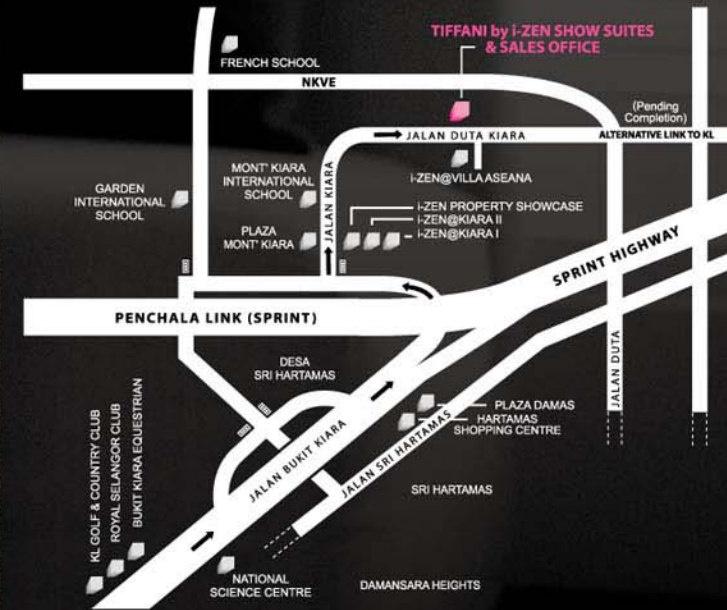 TIFFANI by i-ZEN SHOW SUITES
& SALES OFFICE
FRENCH SCHOOL
NKVE
(Pending
Completion)
JALAN DUTA KIARA
ALTERNATIVE LINK TO KL
MONT' KIARA
INTERNATIONAL
SCHOOL
JALAN KIARA
i-ZEN@VILLA ASEANA
GARDEN
INTERNATIONAL
SCHOOL
i-ZEN PROPERTY SHOWCASE
i-ZEN@KIARA II
i-ZEN@KIARA I
PLAZA
MONT' KIARA
SPRINT HIGHWAY
PENCHALA LINK (SPRINT)
JALAN DUTA
DESA
SRI HARTAMAS
PLAZA DAMAS
HARTAMAS
SHOPPING CENTRE
JALAN BUKIT KIARA
JALAN SRI HARTAMAS
SRI HARTAMAS
KL GOLF & COUNTRY CLUB
ROYAL SELANGOR CLUB
BUKIT KIARA EQUESTRIAN
NATIONAL
SCIENCE CENTRE
DAMANSARA HEIGHTS